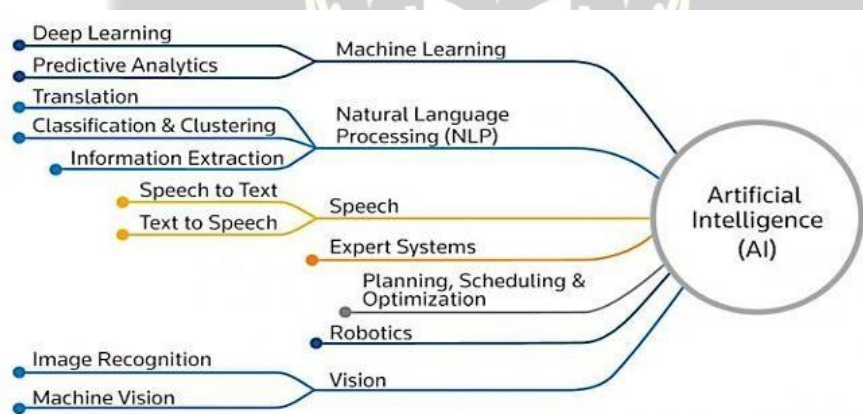 Deep Learning
Predictive Analytics
Machine Learning
Translation
Classification & Clustering
Information Extraction
Natural Language
Processing (NLP)
Speech to Text
Text to Speech
Speech
Expert Systems
Planning, Scheduling &
Optimization
Robotics
Image Recognition
Machine Vision
Vision
Artificial
Intelligence
(AI)